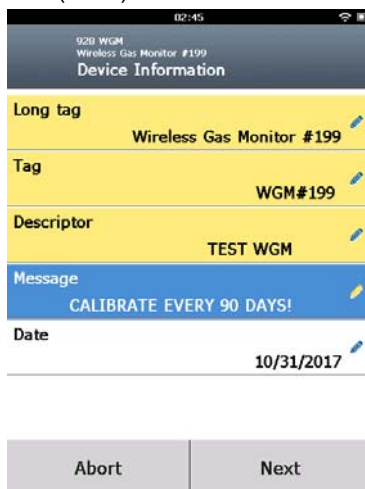 02:45
928 WGM
Wireless Gas Monitor #199
Device Information
Long tag
Wireless Gas Monitor #199
Tag
WGM#199
Descriptor
TEST WGM
Message
CALIBRATE EVERY 90 DAYS!
Date
10/31/2017
Abort
Next